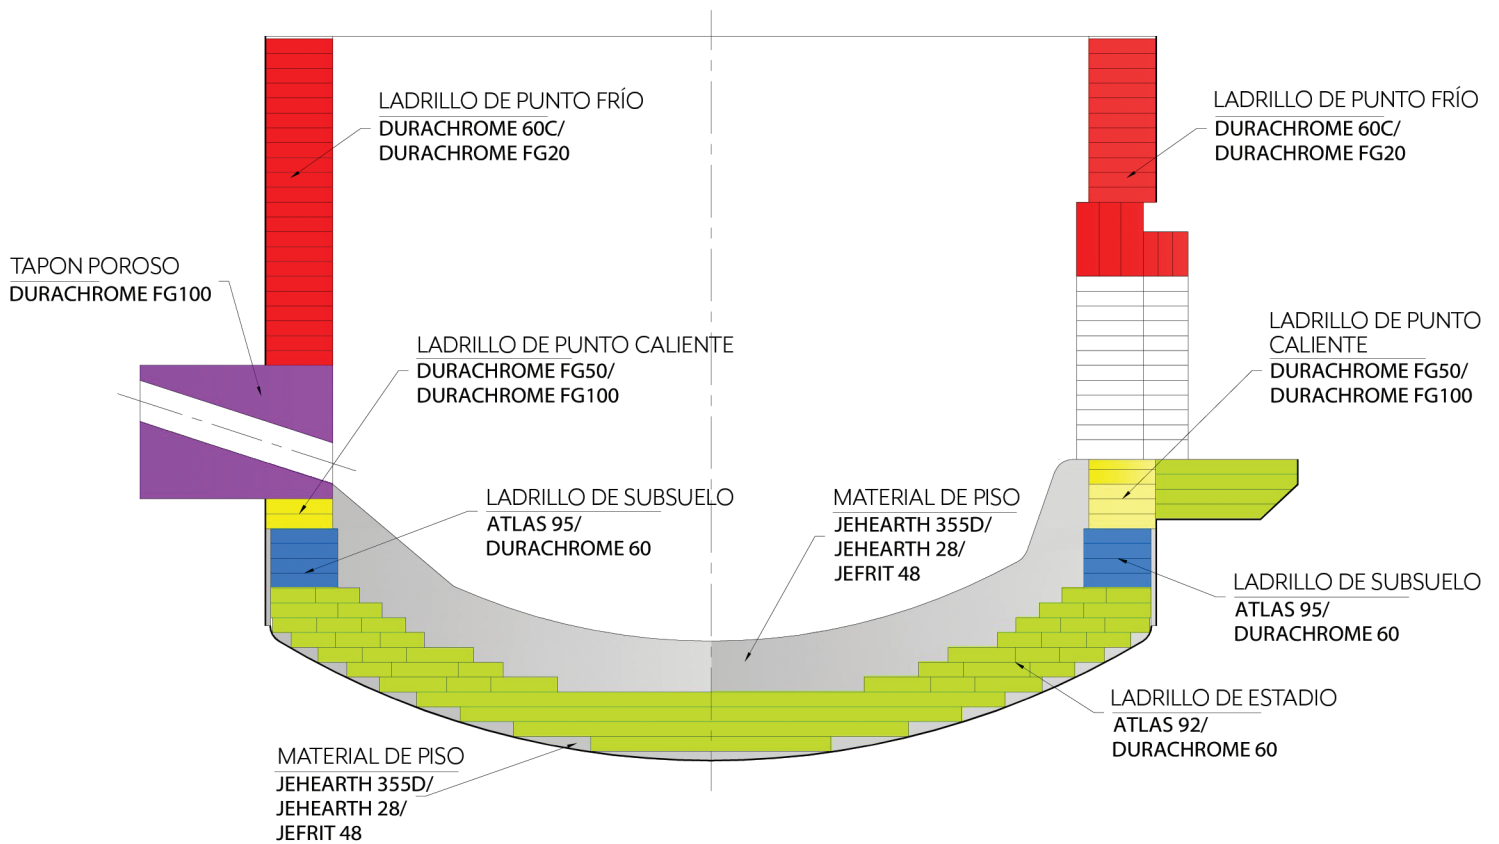 LADRILLO DE PUNTO FRÍO
DURACHROME 60C/
DURACHROME FG20
LADRILLO DE PUNTO FRÍO
DURACHROME 60C/
DURACHROME FG20
TAPON POROSO
DURACHROME FG100
LADRILLO DE PUNTO CALIENTE
DURACHROME FG50/
DURACHROME FG100
LADRILLO DE PUNTO
CALIENTE
DURACHROME FG50/
DURACHROME FG100
LADRILLO DE SUBSUELO
ATLAS 95/
DURACHROME 60
MATERIAL DE PISO
JEHEARTH 355D/
JEHEARTH 28/
JEFRIT 48
LADRILLO DE SUBSUELO
ATLAS 95/
DURACHROME 60
LADRILLO DE ESTADIO
ATLAS 92/
DURACHROME 60
MATERIAL DE PISO
JEHEARTH 355D/
JEHEARTH 28/
JEFRIT 48